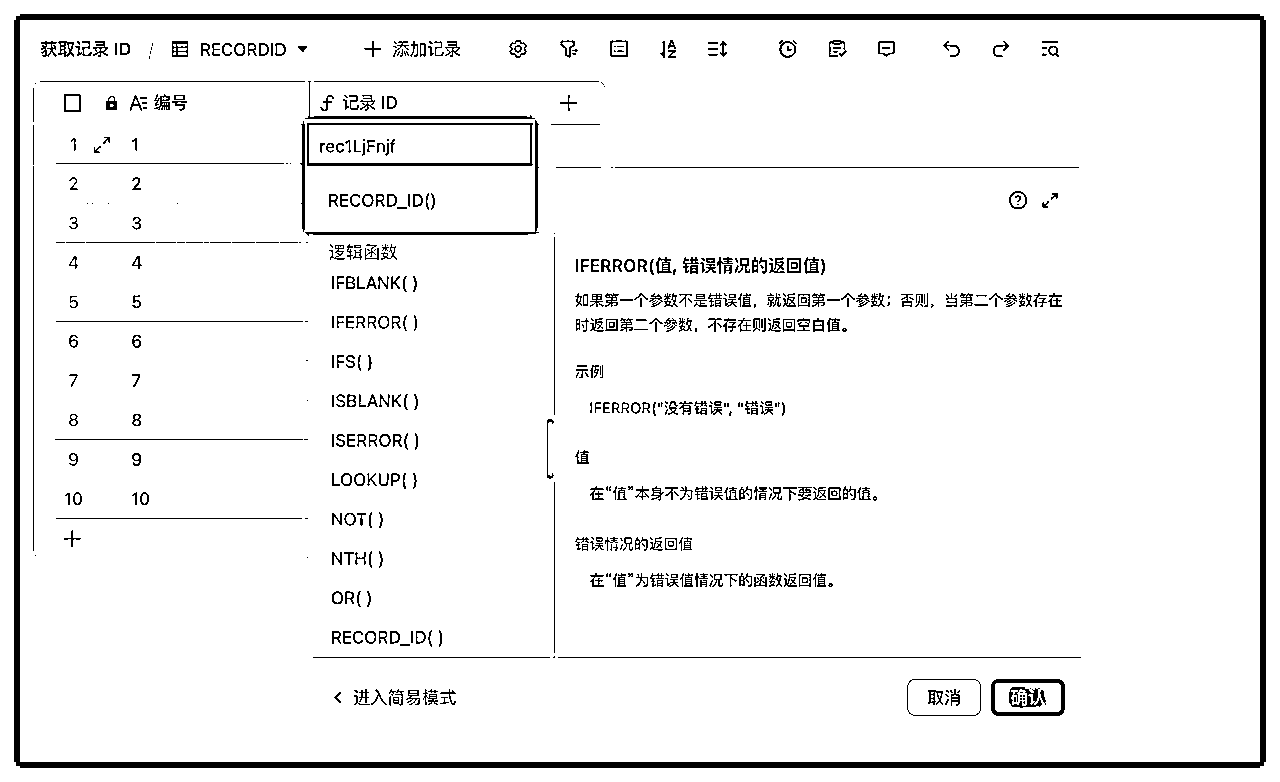 获取记录 ID / RECORDID 添加记录
编号 记录 ID
1 1 rec1LjFnjf
2 2 RECORD_ID()
3 3
4 4
5 5
6 6
7 7
8 8
9 9
10 10
逻辑函数
IFBLANK()
IFERROR()
IFS()
ISBLANK()
ISERROR()
LOOKUP()
NOT()
NTH()
OR()
RECORD_ID()
IFERROR(值, 错误情况的返回值)
如果第一个参数不是错误值，就返回第一个参数；否则，当第二个参数存在
时返回第二个参数，不存在则返回空白值。
示例
IFERROR("没有错误", "错误")
值
在“值”本身不为错误值的情况下要返回的值。
错误情况的返回值
在“值”为错误值情况下的函数返回值。
进入简易模式 取消 确认